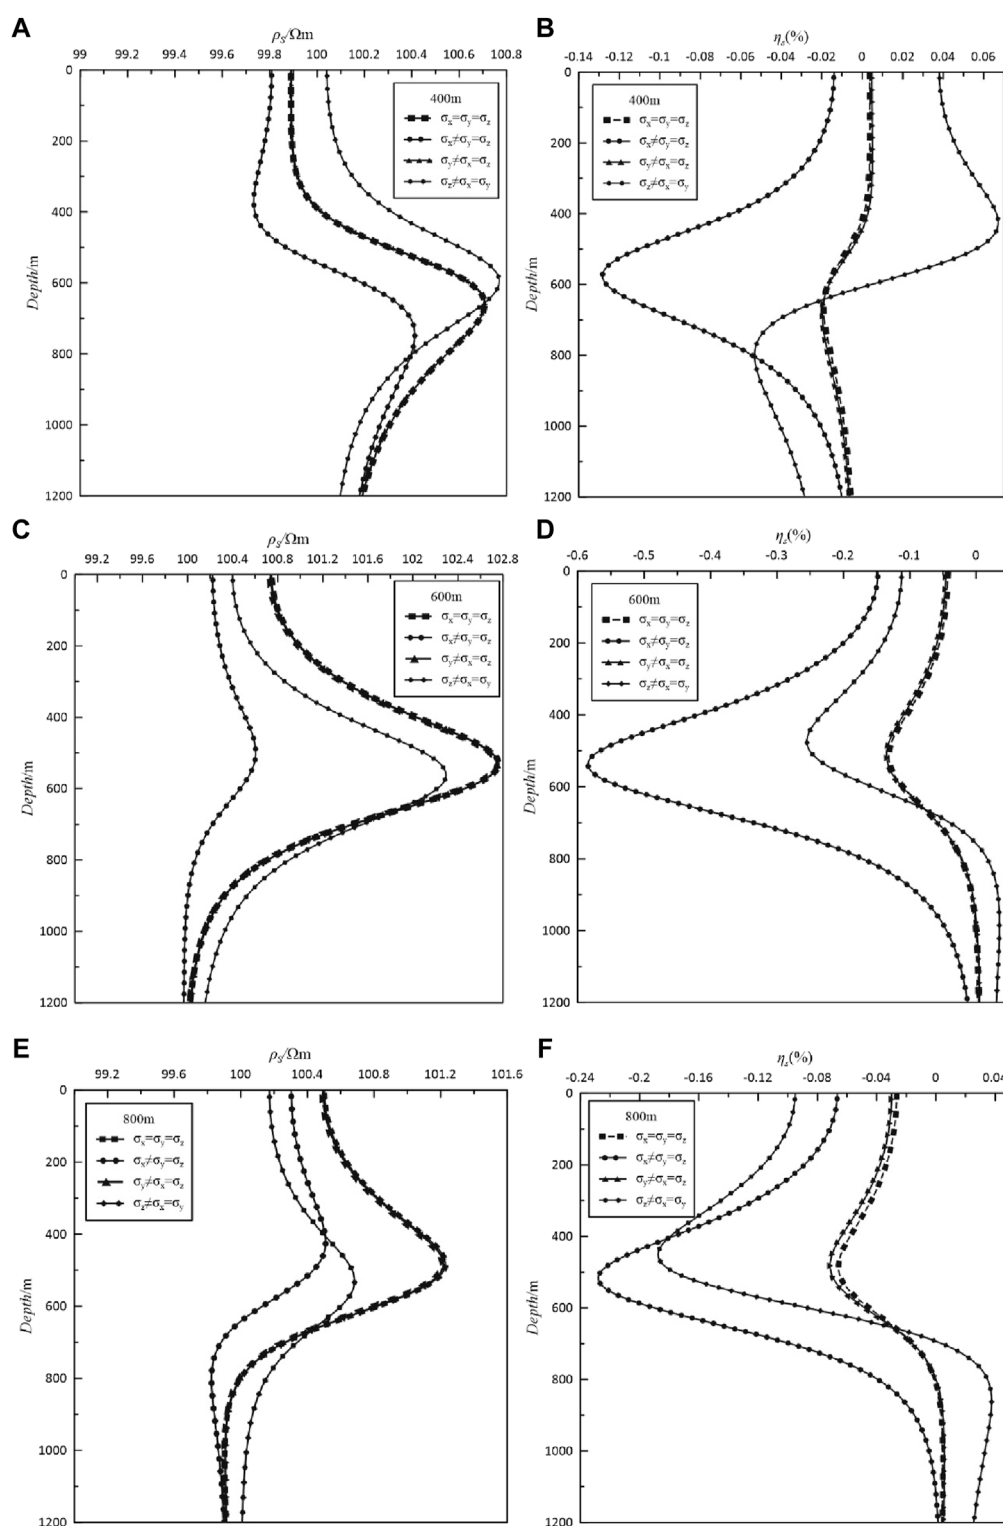 A
ρS/Ωm
99 99.2 99.4 99.6 99.8 100 100.2 100.4 100.6 100.8
0
200
400
600
800
1000
1200
Depth/m
400m
σx=σy=σz
σx≠σy=σz
σy≠σx=σz
σz≠σx=σy
B
ηs(%)
-0.14 -0.12 -0.1 -0.08 -0.06 -0.04 -0.02 0 0.02 0.04 0.06
0
200
400
600
800
1000
1200
Depth/m
400m
σx=σy=σz
σx≠σy=σz
σy≠σx=σz
σz≠σx=σy
C
ρS/Ωm
99.2 99.6 100 100.4 100.8 101.2 101.6 102 102.4 102.8
0
200
400
600
800
1000
1200
Depth/m
600m
σx=σy=σz
σx≠σy=σz
σy≠σx=σz
σz≠σx=σy
D
ηs(%)
-0.6 -0.5 -0.4 -0.3 -0.2 -0.1 0
0
200
400
600
800
1000
1200
Depth/m
600m
σx=σy=σz
σx≠σy=σz
σy≠σx=σz
σz≠σx=σy
E
ρS/Ωm
99.2 99.6 100 100.4 100.8 101.2 101.6
0
200
400
600
800
1000
1200
Depth/m
800m
σx=σy=σz
σx≠σy=σz
σy≠σx=σz
σz≠σx=σy
F
ηs(%)
-0.24 -0.2 -0.16 -0.12 -0.08 -0.04 0 0.04
0
200
400
600
800
1000
1200
Depth/m
800m
σx=σy=σz
σx≠σy=σz
σy≠σx=σz
σz≠σx=σy